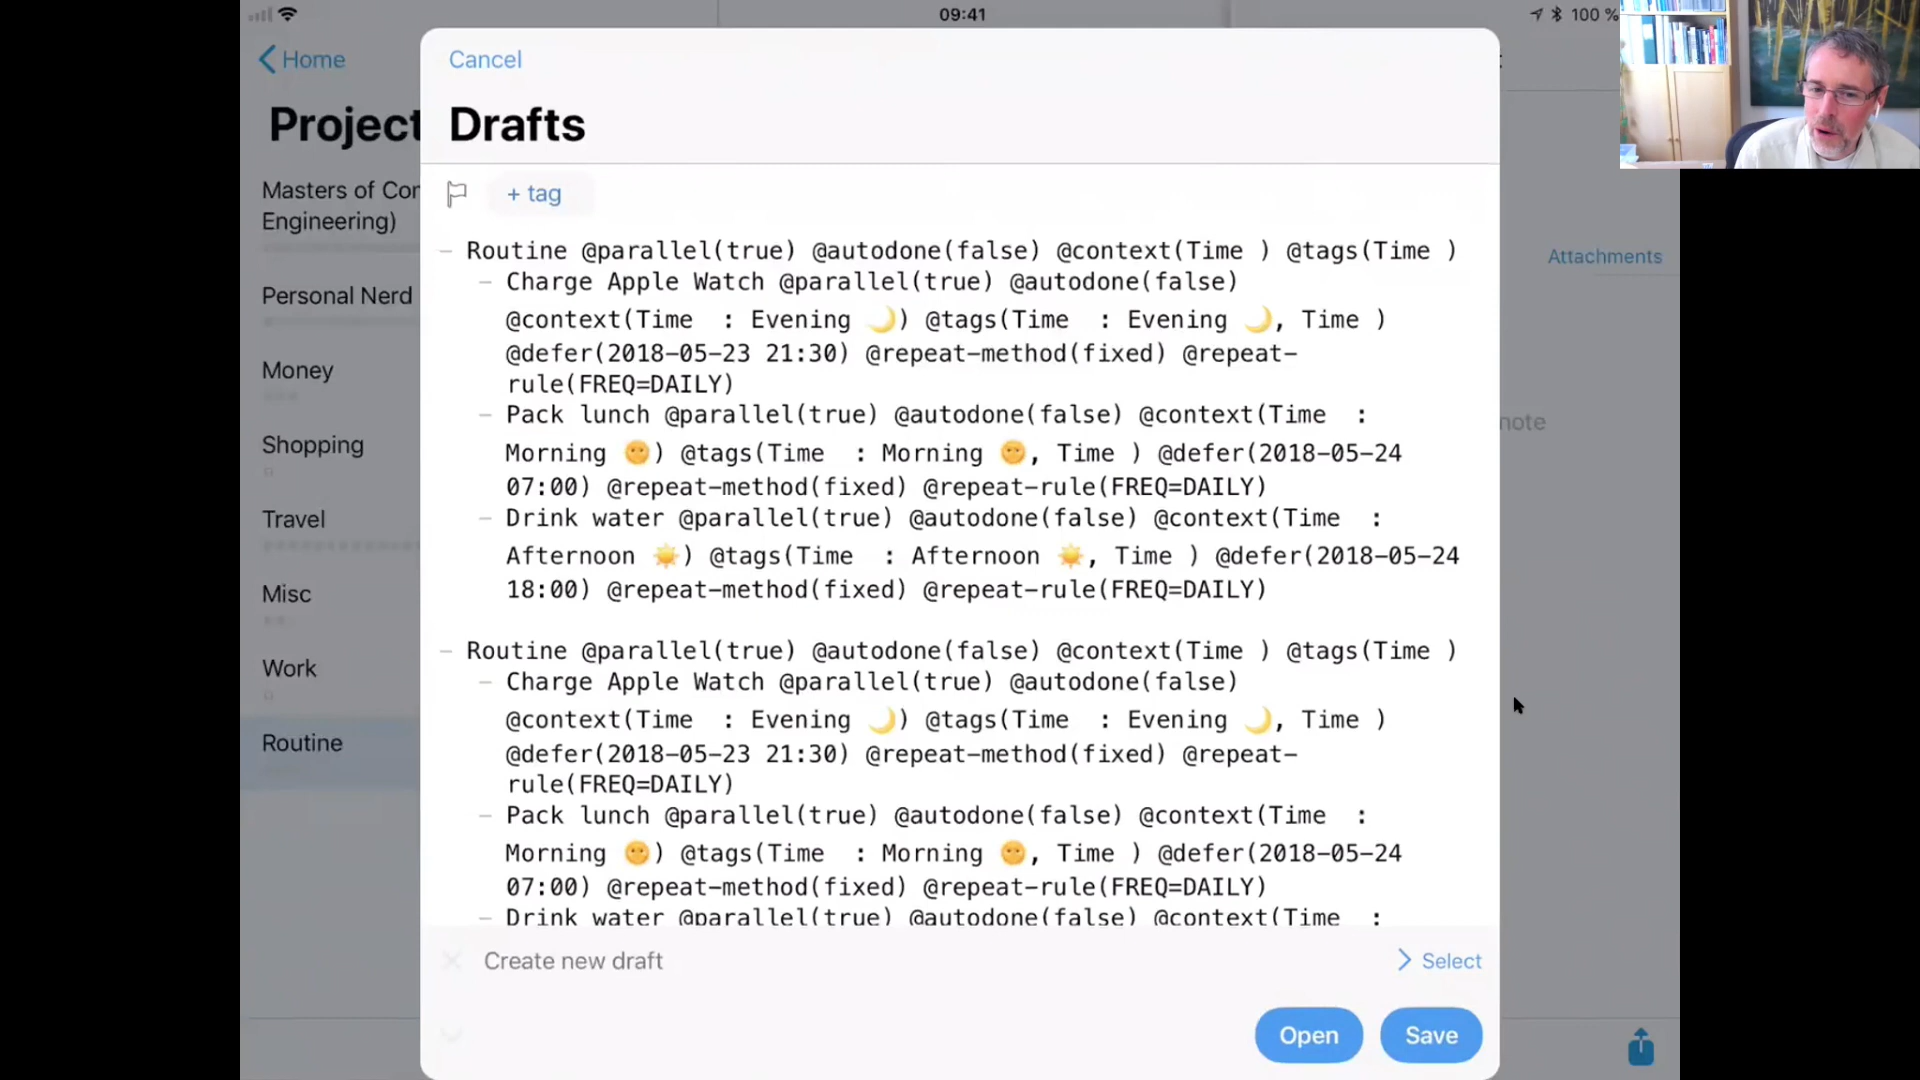 09:41
100 %
Home
Cancel
Project
Drafts
Masters of Con
Engineering)
Personal Nerd
Money
Shopping
Travel
Misc
Work
Routine
+ tag
– Routine @parallel(true) @autodone(false) @context(Time ) @tags(Time )
– Charge Apple Watch @parallel(true) @autodone(false)
@context(Time : Evening 🌙) @tags(Time : Evening 🌙, Time )
@defer(2018-05-23 21:30) @repeat-method(fixed) @repeat-
rule(FREQ=DAILY)
– Pack lunch @parallel(true) @autodone(false) @context(Time :
Morning 🌞) @tags(Time : Morning 🌞, Time ) @defer(2018-05-24
07:00) @repeat-method(fixed) @repeat-rule(FREQ=DAILY)
– Drink water @parallel(true) @autodone(false) @context(Time :
Afternoon ☀️) @tags(Time : Afternoon ☀️, Time ) @defer(2018-05-24
18:00) @repeat-method(fixed) @repeat-rule(FREQ=DAILY)
– Routine @parallel(true) @autodone(false) @context(Time ) @tags(Time )
– Charge Apple Watch @parallel(true) @autodone(false)
@context(Time : Evening 🌙) @tags(Time : Evening 🌙, Time )
@defer(2018-05-23 21:30) @repeat-method(fixed) @repeat-
rule(FREQ=DAILY)
– Pack lunch @parallel(true) @autodone(false) @context(Time :
Morning 🌞) @tags(Time : Morning 🌞, Time ) @defer(2018-05-24
07:00) @repeat-method(fixed) @repeat-rule(FREQ=DAILY)
– Drink water @parallel(true) @autodone(false) @context(Time :
Create new draft
Select
Open
Save
Attachments
note